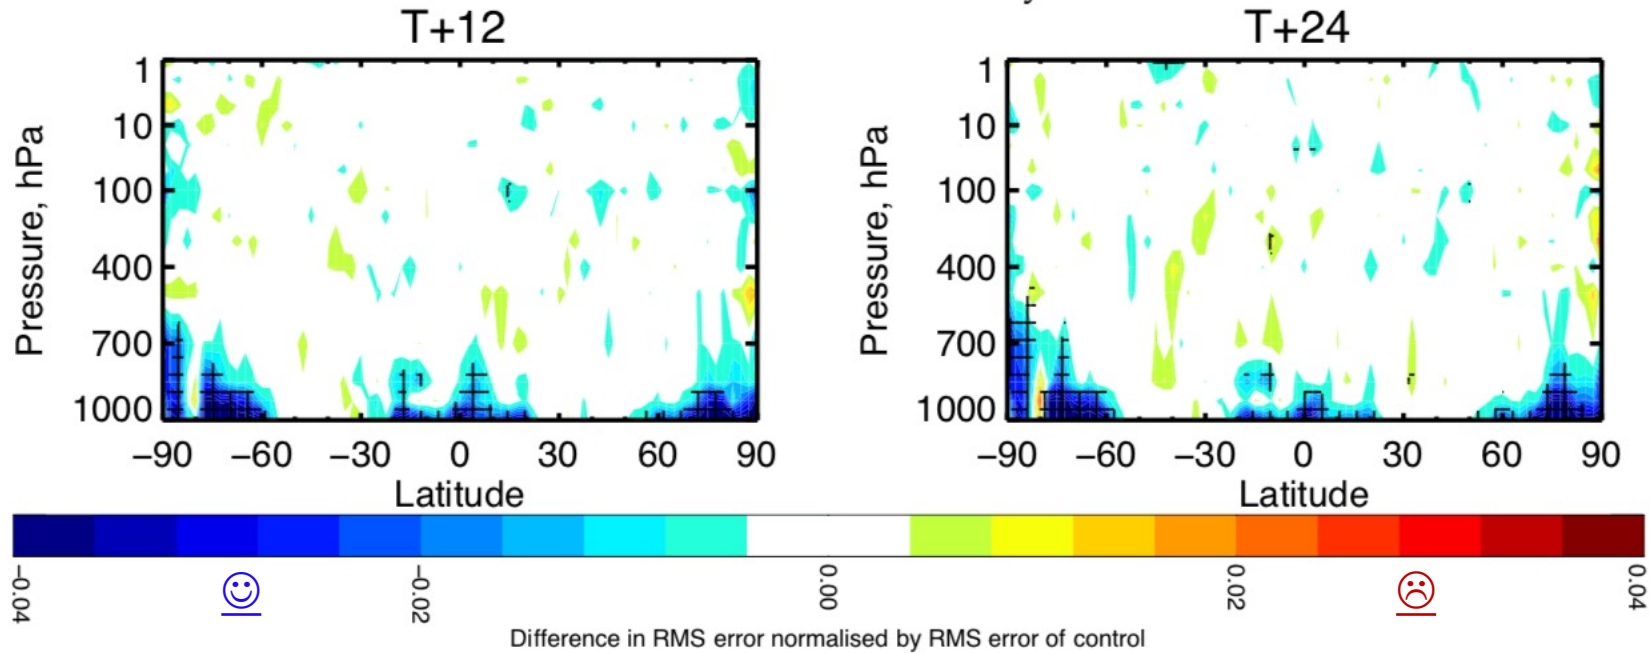 T+12 T+24
Pressure, hPa
1
10
100
400
700
1000
−90 −60 −30 0 30 60 90
Latitude
Pressure, hPa
1
10
100
400
700
1000
−90 −60 −30 0 30 60 90
Latitude
−0.04 −0.02 0.00 0.02 0.04
Difference in RMS error normalised by RMS error of control